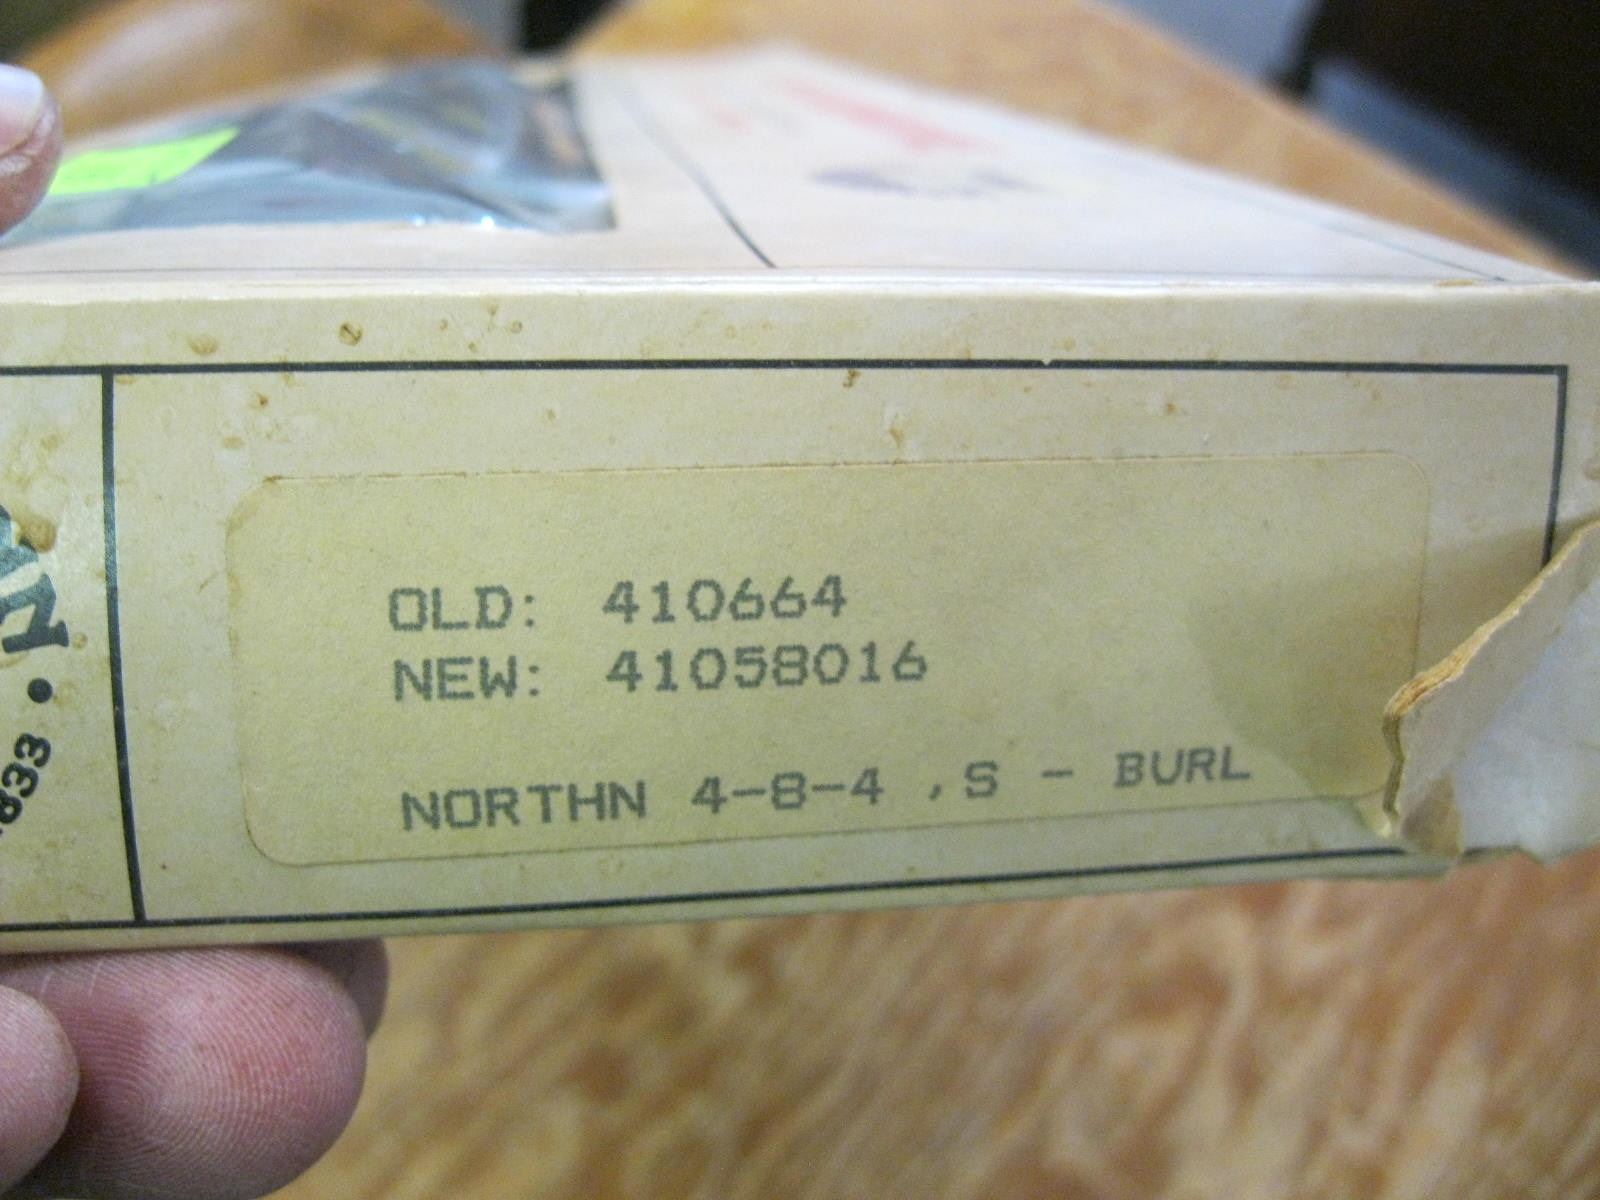 OLD: 410664
NEW: 41058016
NORTHN 4-8-4 ,S - BURL